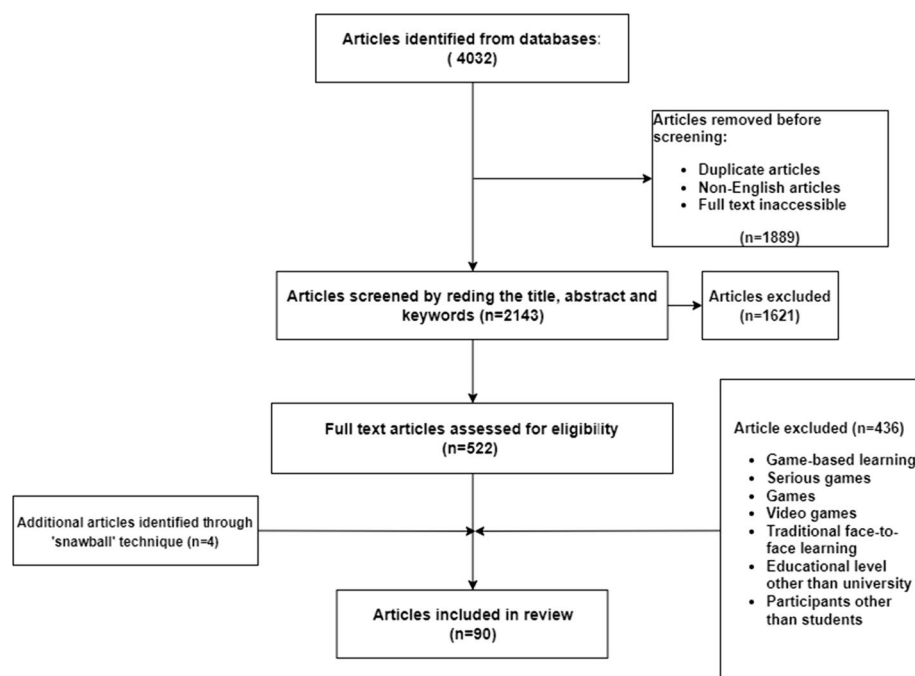 Articles identified from databases:
( 4032)
Articles removed before
screening:
• Duplicate articles
• Non-English articles
• Full text inaccessible
(n=1889)
Articles screened by reding the title, abstract and
keywords (n=2143)
Articles excluded
(n=1621)
Full text articles assessed for eligibility
(n=522)
Article excluded (n=436)
• Game-based learning
• Serious games
• Games
• Video games
• Traditional face-to-
face learning
• Educational level
other than university
• Participants other
than students
Additional articles identified through
'snawball' technique (n=4)
Articles included in review
(n=90)